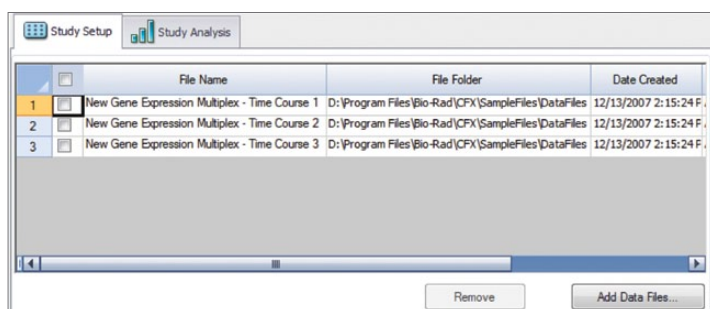 Study Setup Study Analysis
File Name File Folder Date Created
1 New Gene Expression Multiplex - Time Course 1 D:\Program Files\Bio-Rad\CFX\SampleFiles\DataFiles 12/13/2007 2:15:24 P
2 New Gene Expression Multiplex - Time Course 2 D:\Program Files\Bio-Rad\CFX\SampleFiles\DataFiles 12/13/2007 2:15:24 P
3 New Gene Expression Multiplex - Time Course 3 D:\Program Files\Bio-Rad\CFX\SampleFiles\DataFiles 12/13/2007 2:15:24 P
Remove Add Data Files...